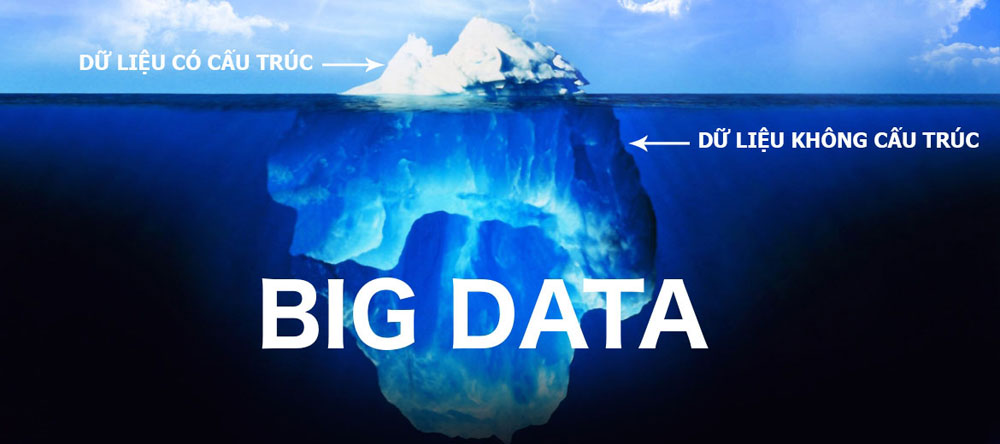 DỮ LIỆU CÓ CẤU TRÚC
DỮ LIỆU KHÔNG CẤU TRÚC
BIG DATA